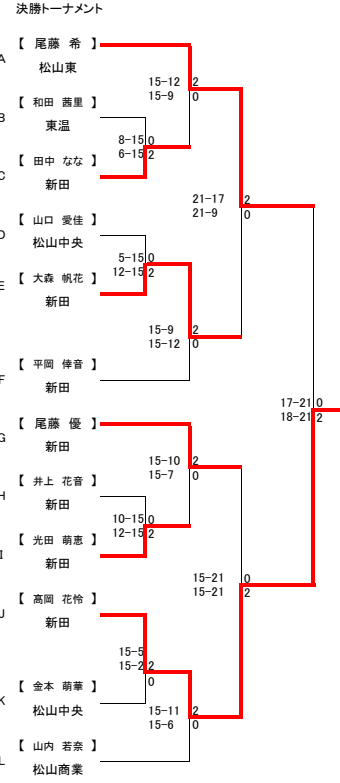 決勝トーナメント
A
【 尾藤 希 】
松山東
15-12 2
15-9 0
B
【 和田 茜里 】
東温
8-15 0
6-15 2
C
【 田中 なな 】
新田
21-17 2
21-9 0
D
【 山口 愛佳 】
松山中央
5-15 0
12-15 2
E
【 大森 帆花 】
新田
15-9 2
15-12 0
F
【 平岡 倖音 】
新田
17-21 0
18-21 2
G
【 尾藤 優 】
新田
15-10 2
15-7 0
H
【 井上 花音 】
新田
10-15 0
12-15 2
I
【 光田 萌恵 】
新田
15-21 0
15-21 2
J
【 髙岡 花怜 】
新田
15-5
15-2 2
0
K
【 金本 萌華 】
松山中央
15-11 2
15-6 0
L
【 山内 若奈 】
松山商業